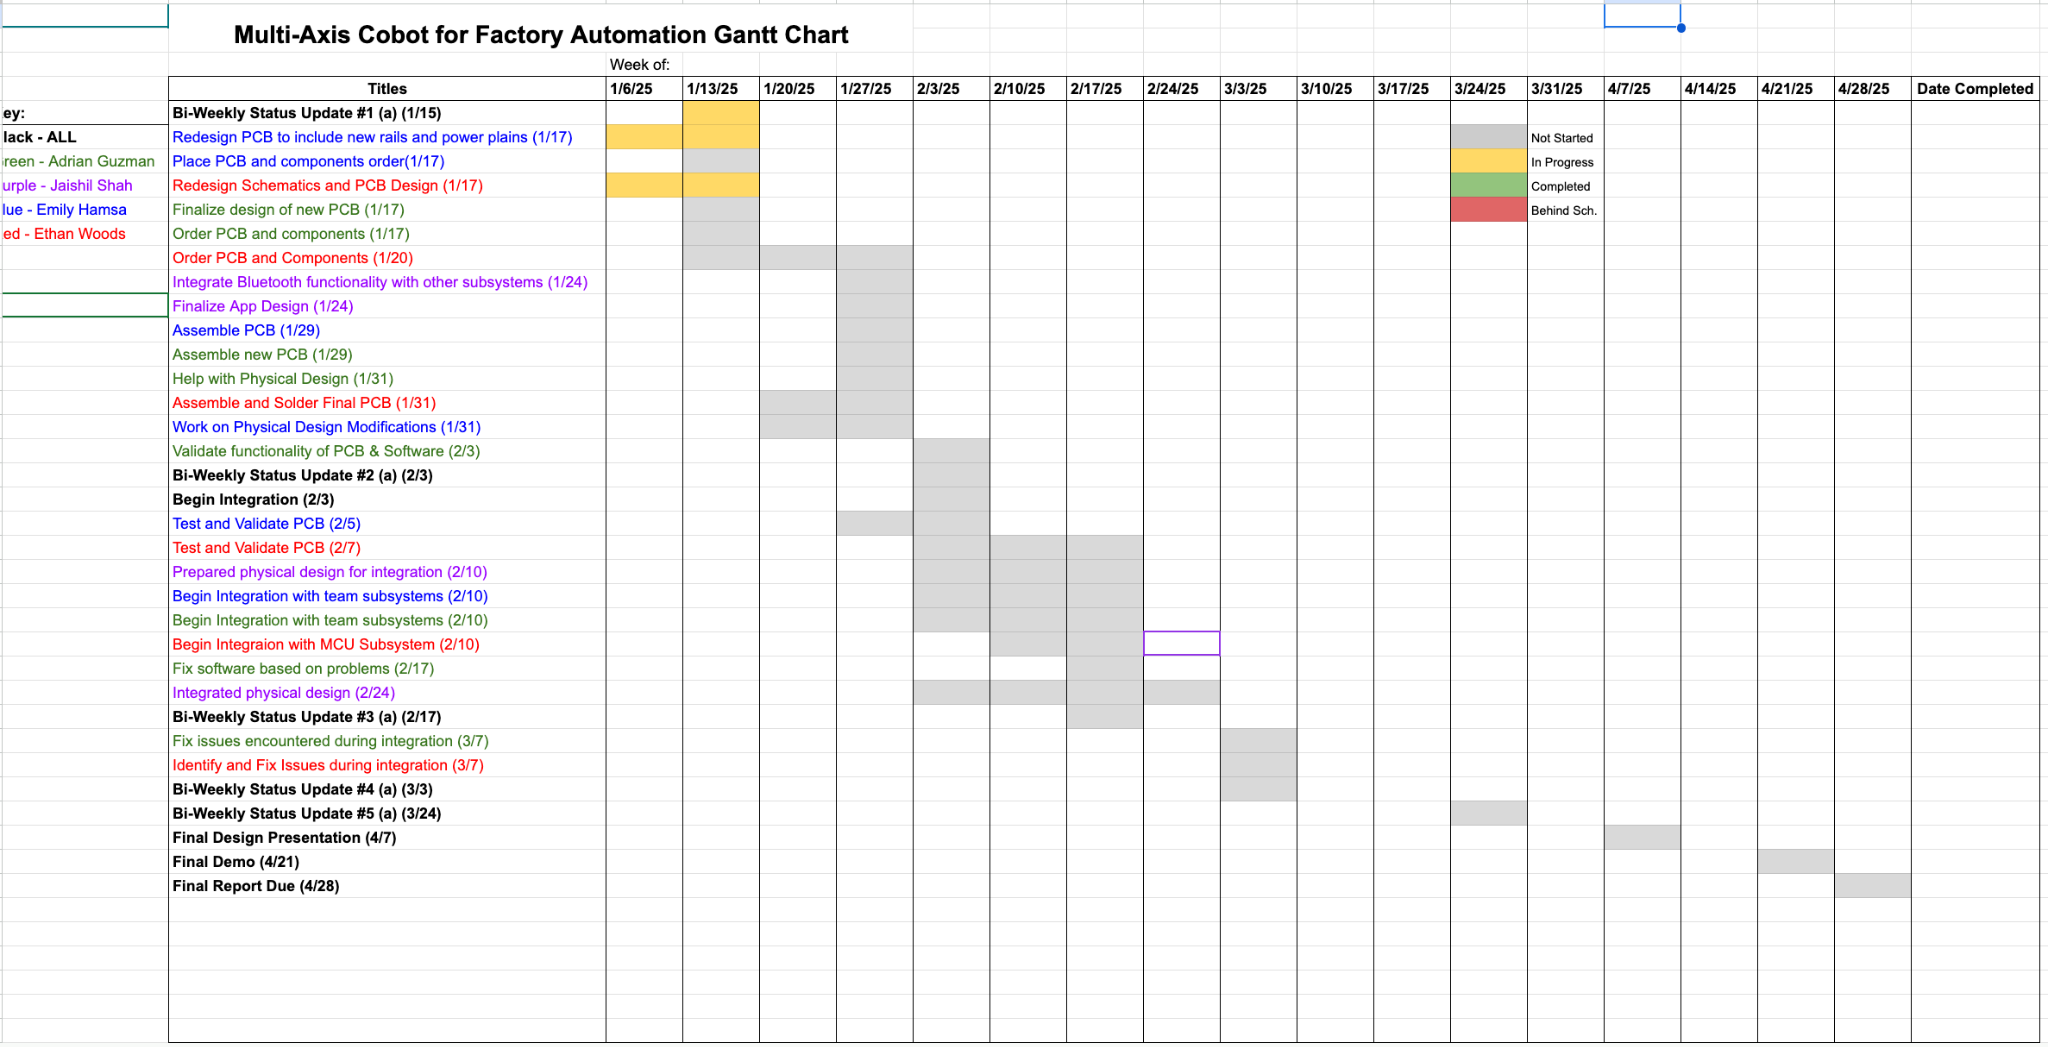 Multi-Axis Cobot for Factory Automation Gantt Chart
Week of:
Titles 1/6/25 1/13/25 1/20/25 1/27/25 2/3/25 2/10/25 2/17/25 2/24/25 3/3/25 3/10/25 3/17/25 3/24/25 3/31/25 4/7/25 4/14/25 4/21/25 4/28/25 Date Completed
ey: Bi-Weekly Status Update #1 (a) (1/15)
lack - ALL Redesign PCB to include new rails and power plains (1/17) Not Started
reen - Adrian Guzman Place PCB and components order(1/17) In Progress
urple - Jaishil Shah Redesign Schematics and PCB Design (1/17) Completed
lue - Emily Hamsa Finalize design of new PCB (1/17) Behind Sch.
ed - Ethan Woods Order PCB and components (1/17)
Order PCB and Components (1/20)
Integrate Bluetooth functionality with other subsystems (1/24)
Finalize App Design (1/24)
Assemble PCB (1/29)
Assemble new PCB (1/29)
Help with Physical Design (1/31)
Assemble and Solder Final PCB (1/31)
Work on Physical Design Modifications (1/31)
Validate functionality of PCB & Software (2/3)
Bi-Weekly Status Update #2 (a) (2/3)
Begin Integration (2/3)
Test and Validate PCB (2/5)
Test and Validate PCB (2/7)
Prepared physical design for integration (2/10)
Begin Integration with team subsystems (2/10)
Begin Integration with team subsystems (2/10)
Begin Integraion with MCU Subsystem (2/10)
Fix software based on problems (2/17)
Integrated physical design (2/24)
Bi-Weekly Status Update #3 (a) (2/17)
Fix issues encountered during integration (3/7)
Identify and Fix Issues during integration (3/7)
Bi-Weekly Status Update #4 (a) (3/3)
Bi-Weekly Status Update #5 (a) (3/24)
Final Design Presentation (4/7)
Final Demo (4/21)
Final Report Due (4/28)